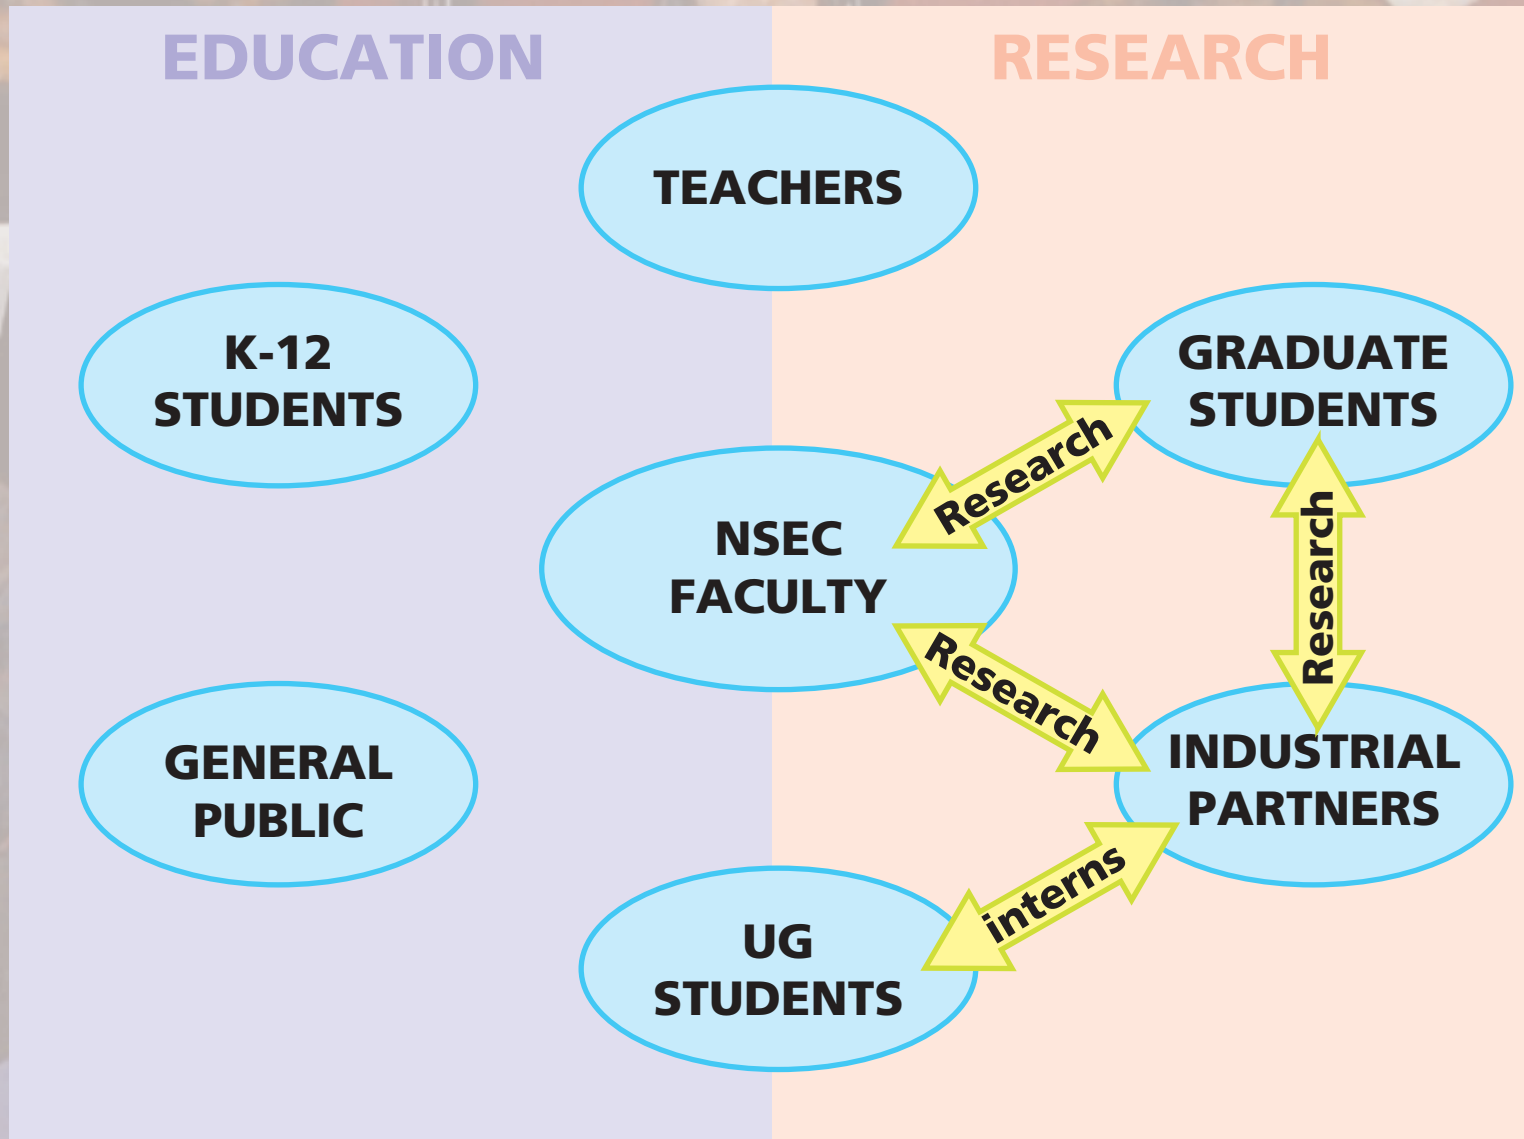 EDUCATION
RESEARCH
TEACHERS
K-12
STUDENTS
GRADUATE
STUDENTS
Research
NSEC
FACULTY
Research
Research
GENERAL
PUBLIC
INDUSTRIAL
PARTNERS
interns
UG
STUDENTS